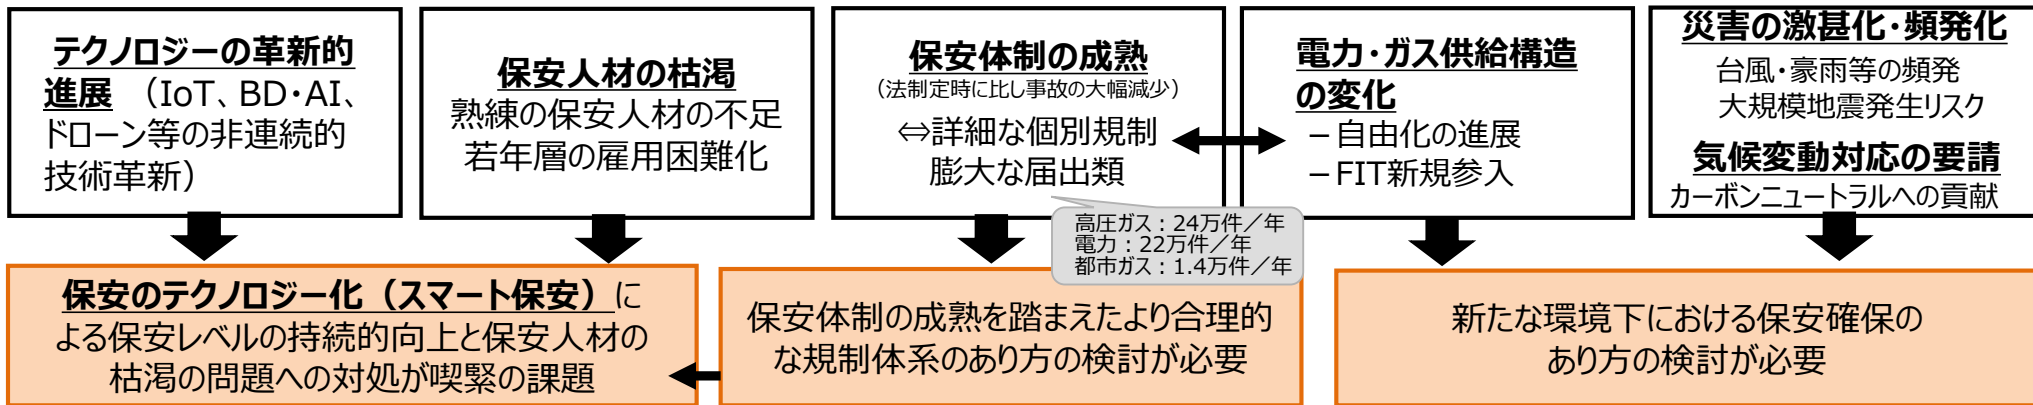 テクノロジーの革新的
進展 （IoT、BD・AI、
ドローン等の非連続的
技術革新）
保安人材の枯渇
熟練の保安人材の不足
若年層の雇用困難化
保安体制の成熟
（法制定時に比し事故の大幅減少）
⇔詳細な個別規制
膨大な届出類
電力・ガス供給構造
の変化
－自由化の進展
－FIT新規参入
災害の激甚化・頻発化
台風・豪雨等の頻発
大規模地震発生リスク
気候変動対応の要請
カーボンニュートラルへの貢献
高圧ガス：24万件／年
電力：22万件／年
都市ガス：1.4万件／年
保安のテクノロジー化（スマート保安）に
よる保安レベルの持続的向上と保安人材の
枯渇の問題への対処が喫緊の課題
保安体制の成熟を踏まえたより合理的
な規制体系のあり方の検討が必要
新たな環境下における保安確保の
あり方の検討が必要